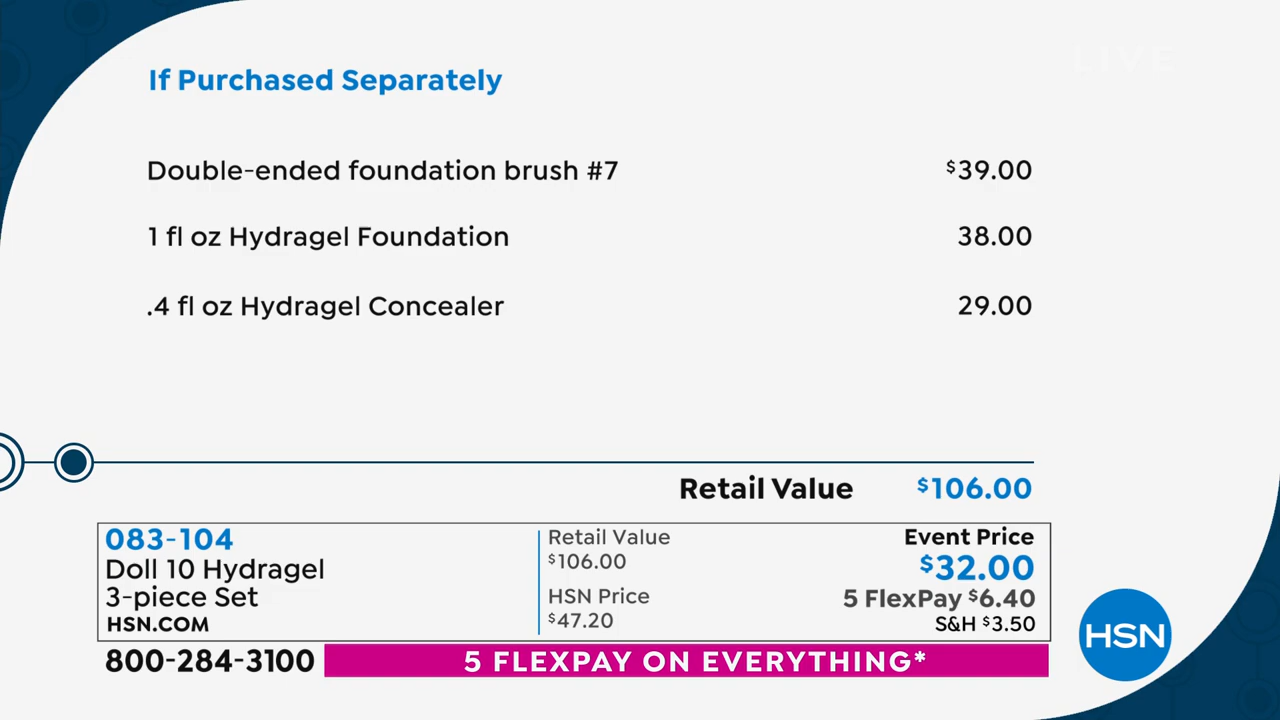 LIVE
If Purchased Separately
Double-ended foundation brush #7 $39.00
1 fl oz Hydragel Foundation 38.00
.4 fl oz Hydragel Concealer 29.00
Retail Value $106.00
083-104
Doll 10 Hydragel
3-piece Set
HSN.COM
Retail Value
$106.00
HSN Price
$47.20
Event Price
$32.00
5 FlexPay $6.40
S&H $3.50
HSN
800-284-3100 5 FLEXPAY ON EVERYTHING*